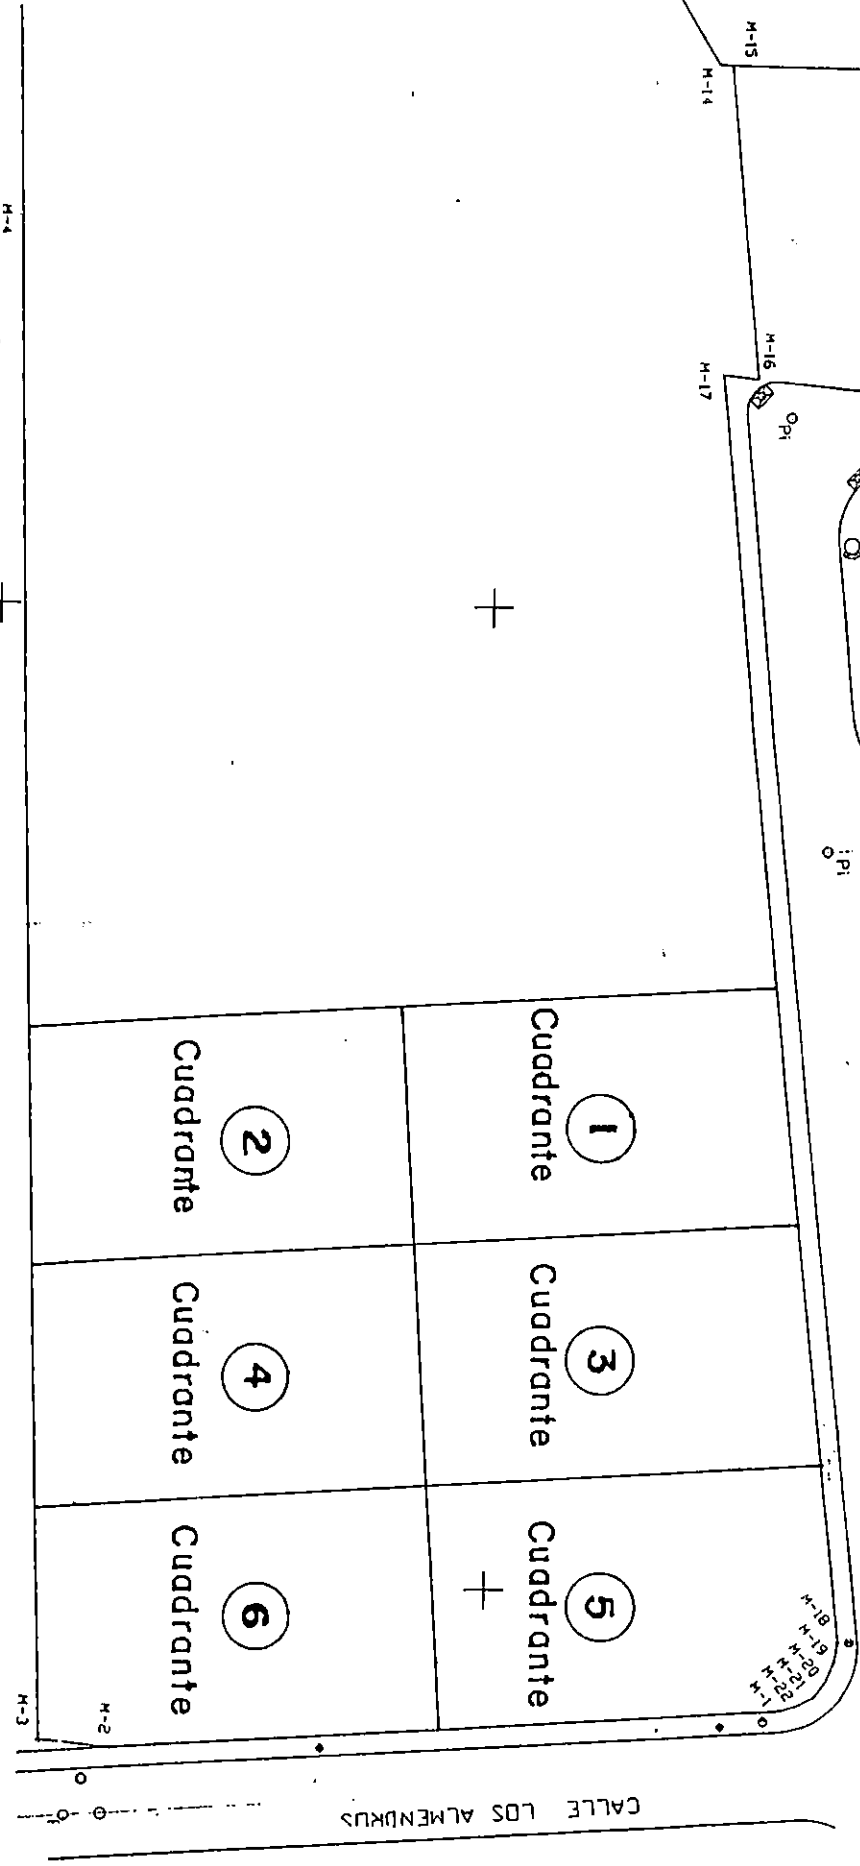 M-15
M-14
M-4
M-16
M-17
Pi
Pi
Cuadrante
1
Cuadrante
2
Cuadrante
3
Cuadrante
4
Cuadrante
5
Cuadrante
6
M-18
M-19
M-20
M-21
M-22
M-1
M-2
M-3
CALLE LOS ALMENDROS